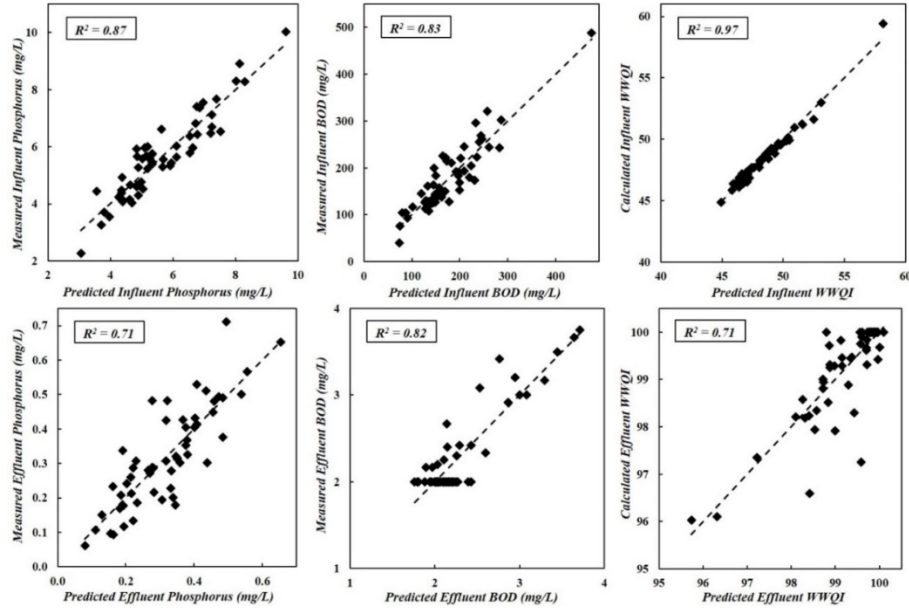 R² = 0.87
Measured Influent Phosphorus (mg/L)
10
8
6
4
2
2 4 6 8 10
Predicted Influent Phosphorus (mg/L)
R² = 0.83
Measured Influent BOD (mg/L)
500
400
300
200
100
0
0 100 200 300 400
Predicted Influent BOD (mg/L)
R² = 0.97
Calculated Influent WWQI
60
55
50
45
40
40 45 50 55 60
Predicted Influent WWQI
R² = 0.71
Measured Effluent Phosphorus (mg/L)
0.7
0.6
0.5
0.4
0.3
0.2
0.1
0.0
0.0 0.2 0.4 0.6
Predicted Effluent Phosphorus (mg/L)
R² = 0.82
Measured Effluent BOD (mg/L)
4
3
2
1
1 2 3 4
Predicted Effluent BOD (mg/L)
R² = 0.71
Calculated Effluent WWQI
100
99
98
97
96
95
95 96 97 98 99 100
Predicted Effluent WWQI